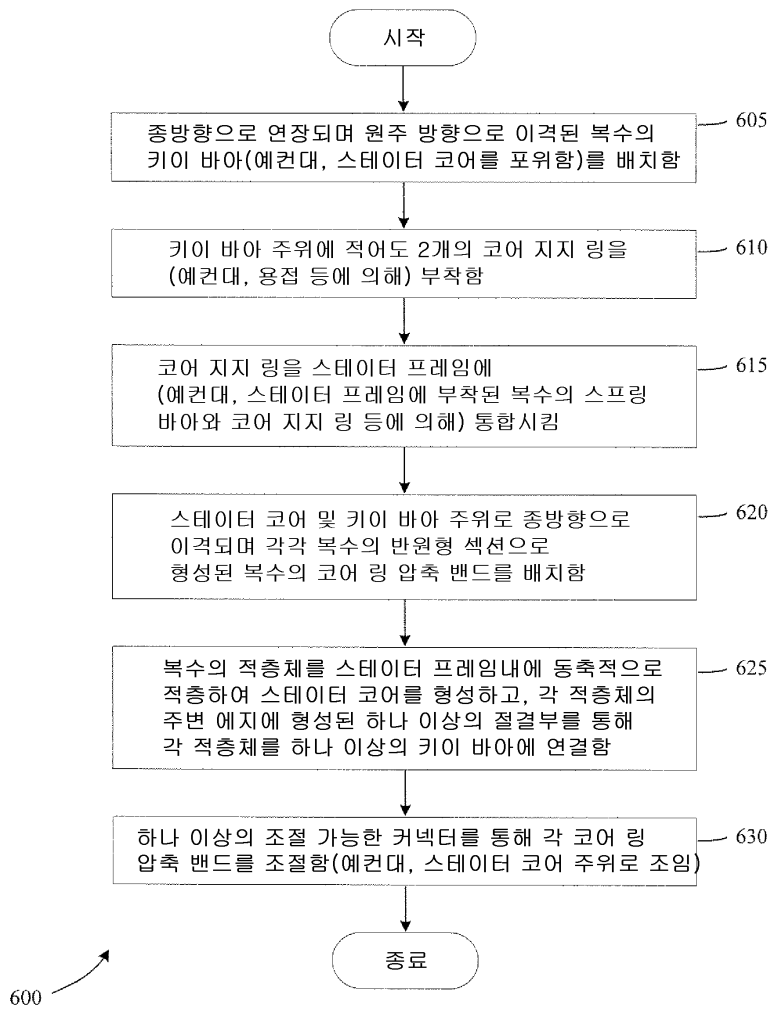 시작
종방향으로 연장되며 원주 방향으로 이격된 복수의
키이 바아(예컨대, 스테이터 코어를 포위함)를 배치함
605
키이 바아 주위에 적어도 2개의 코어 지지 링을
(예컨대, 용접 등에 의해) 부착함
610
코어 지지 링을 스테이터 프레임에
(예컨대, 스테이터 프레임에 부착된 복수의 스프링
바아와 코어 지지 링 등에 의해) 통합시킴
615
스테이터 코어 및 키이 바아 주위로 종방향으로
이격되며 각각 복수의 반원형 섹션으로
형성된 복수의 코어 링 압축 밴드를 배치함
620
복수의 적층체를 스테이터 프레임내에 동축적으로
적층하여 스테이터 코어를 형성하고, 각 적층체의
주변 에지에 형성된 하나 이상의 절결부를 통해
각 적층체를 하나 이상의 키이 바아에 연결함
625
하나 이상의 조절 가능한 커넥터를 통해 각 코어 링
압축 밴드를 조절함(예컨대, 스테이터 코어 주위로 조임)
630
종료
600